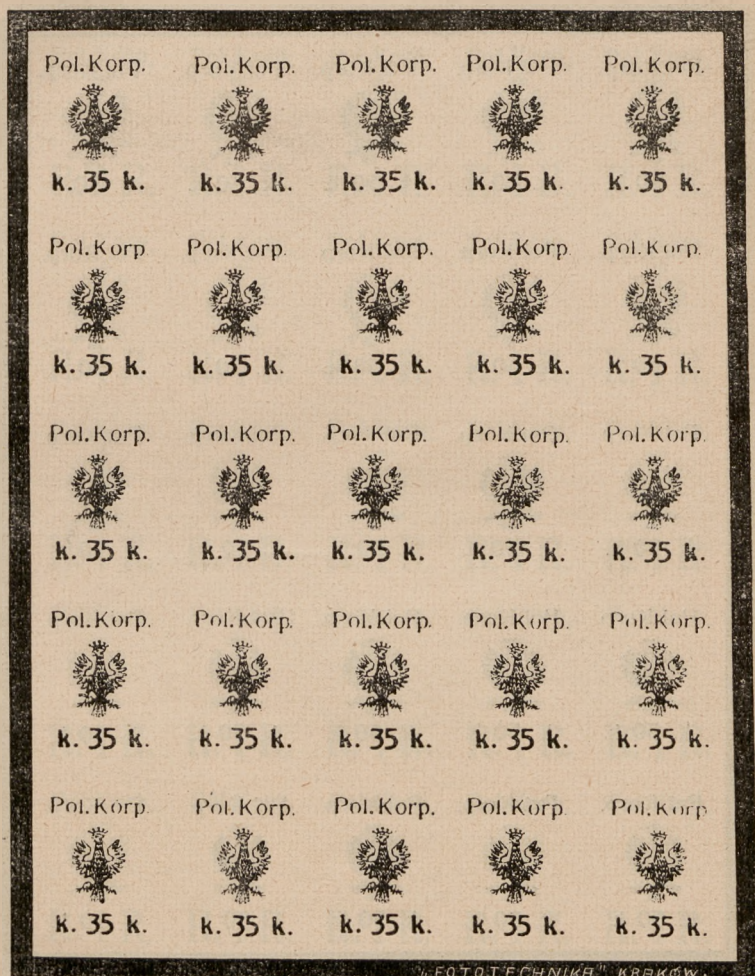 Pol. Korp. Pol. Korp. Pol. Korp. Pol. Korp. Pol. Korp.
k. 35 k. k. 35 k. k. 35 k. k. 35 k. k. 35 k.
Pol. Korp Pol. Korp. Pol. Korp. Pol. Korp. Pol. Korp.
k. 35 k. k. 35 k. k. 35 k. k. 35 k. k. 35 k.
Pol. Korp. Pol. Korp. Pol. Korp. Pol. Korp. Pol. Korp.
k. 35 k. k. 35 k. k. 35 k. k. 35 k. k. 35 k.
Pol. Korp. Pol. Korp. Pol. Korp. Pol. Korp. Pol. Korp.
k. 35 k. k. 35 k. k. 35 k. k. 35 k. k. 35 k.
Pol. Korp. Pol. Korp. Pol. Korp. Pol. Korp. Pol. Korp
k. 35 k. k. 35 k. k. 35 k. k. 35 k. k. 35 k.
„FOTOTECHNIKA" KRAKÓW